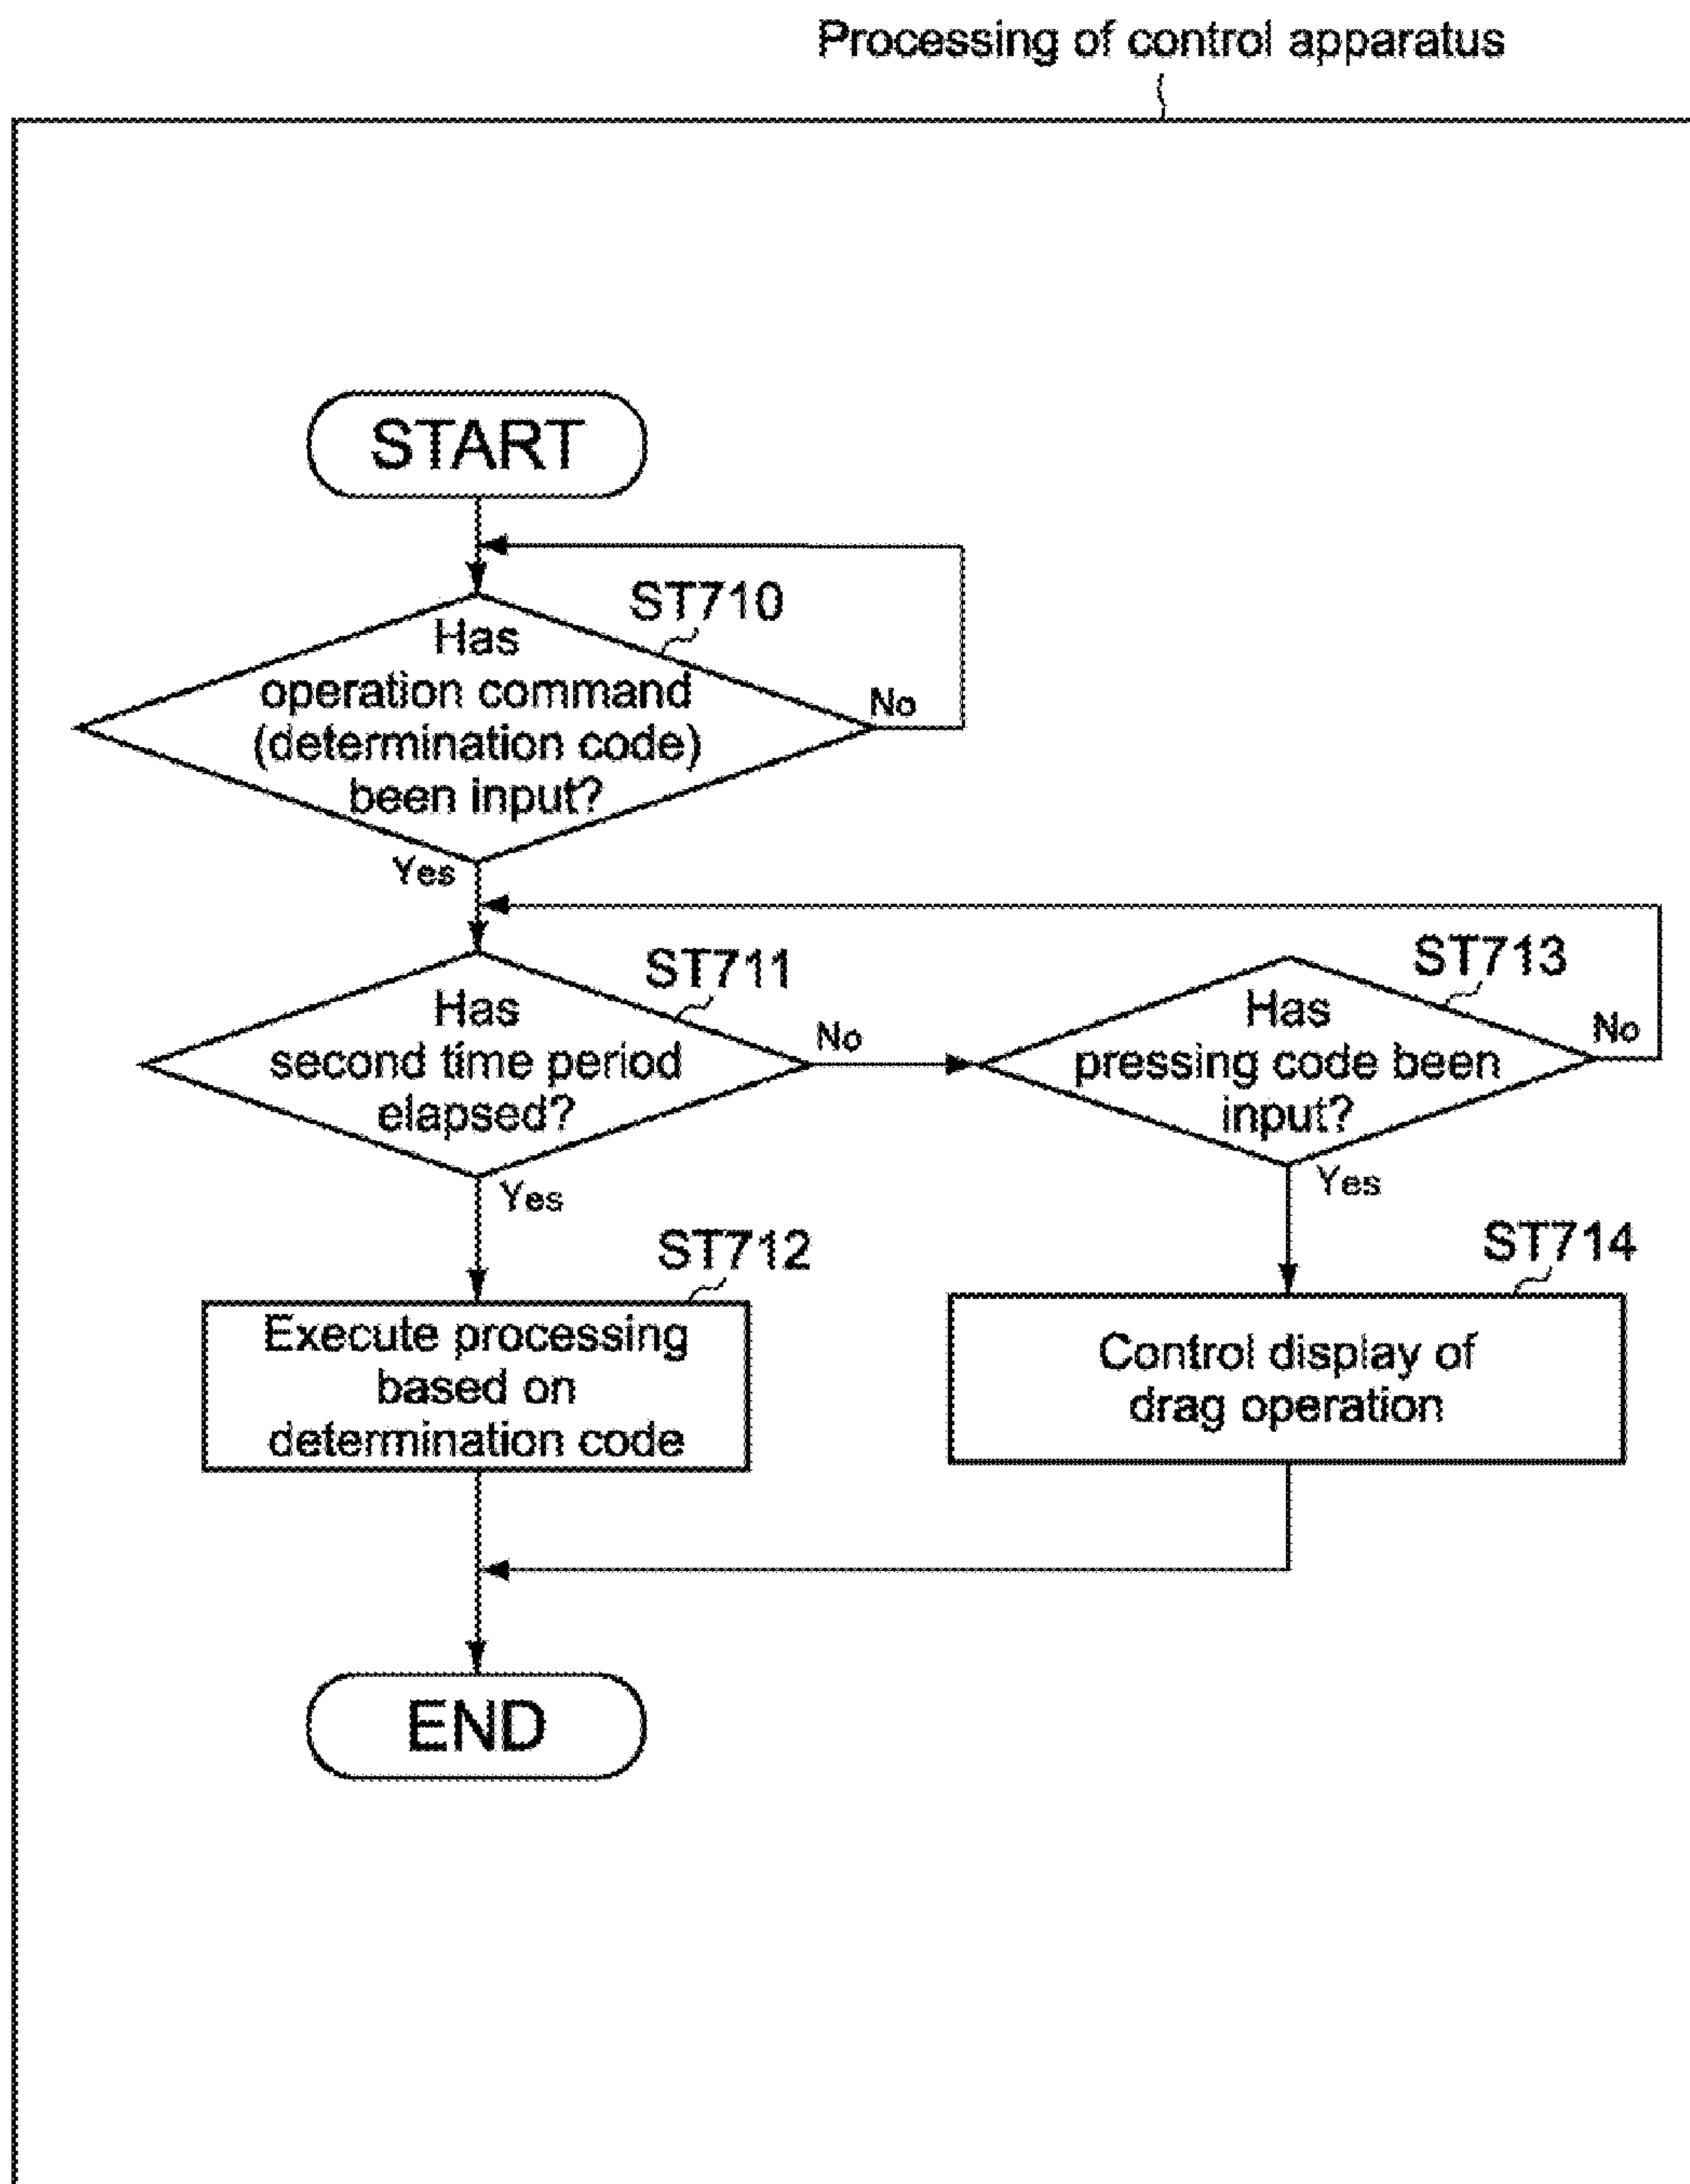 Processing of control apparatus
START
ST710
Has
operation command
(determination code)
been input?
No
Yes
ST711
Has
second time period
elapsed?
No
Yes
ST713
Has
pressing code been
input?
No
Yes
ST712
Execute processing
based on
determination code
ST714
Control display of
drag operation
END